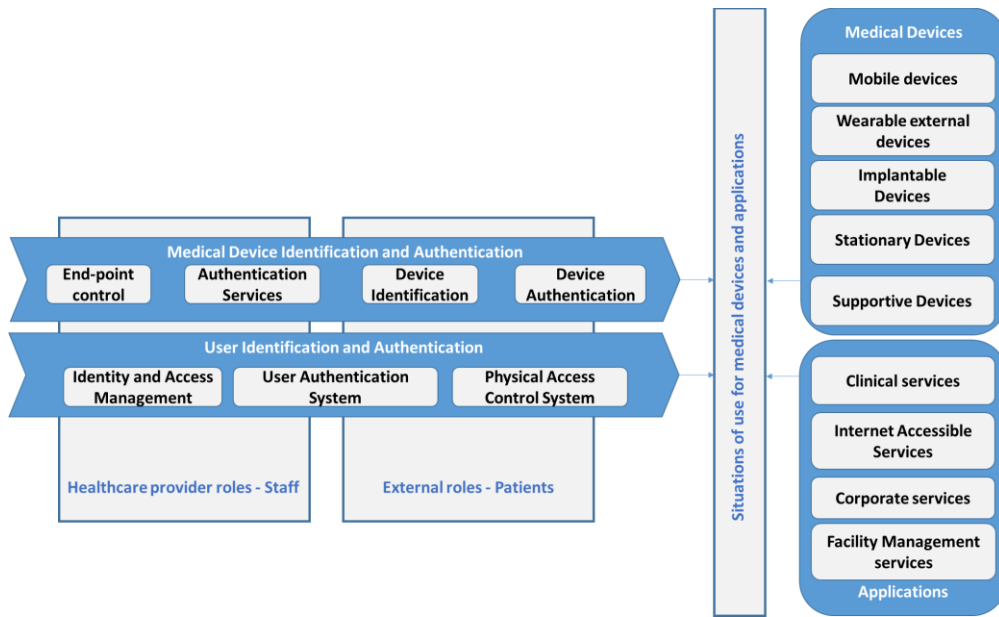 Medical Device Identification and Authentication
End-point
control
Authentication
Services
Device
Identification
Device
Authentication
User Identification and Authentication
Identity and Access
Management
User Authentication
System
Physical Access
Control System
Healthcare provider roles - Staff
External roles - Patients
Situations of use for medical devices and applications
Medical Devices
Mobile devices
Wearable external
devices
Implantable
Devices
Stationary Devices
Supportive Devices
Clinical services
Internet Accessible
Services
Corporate services
Facility Management
services
Applications